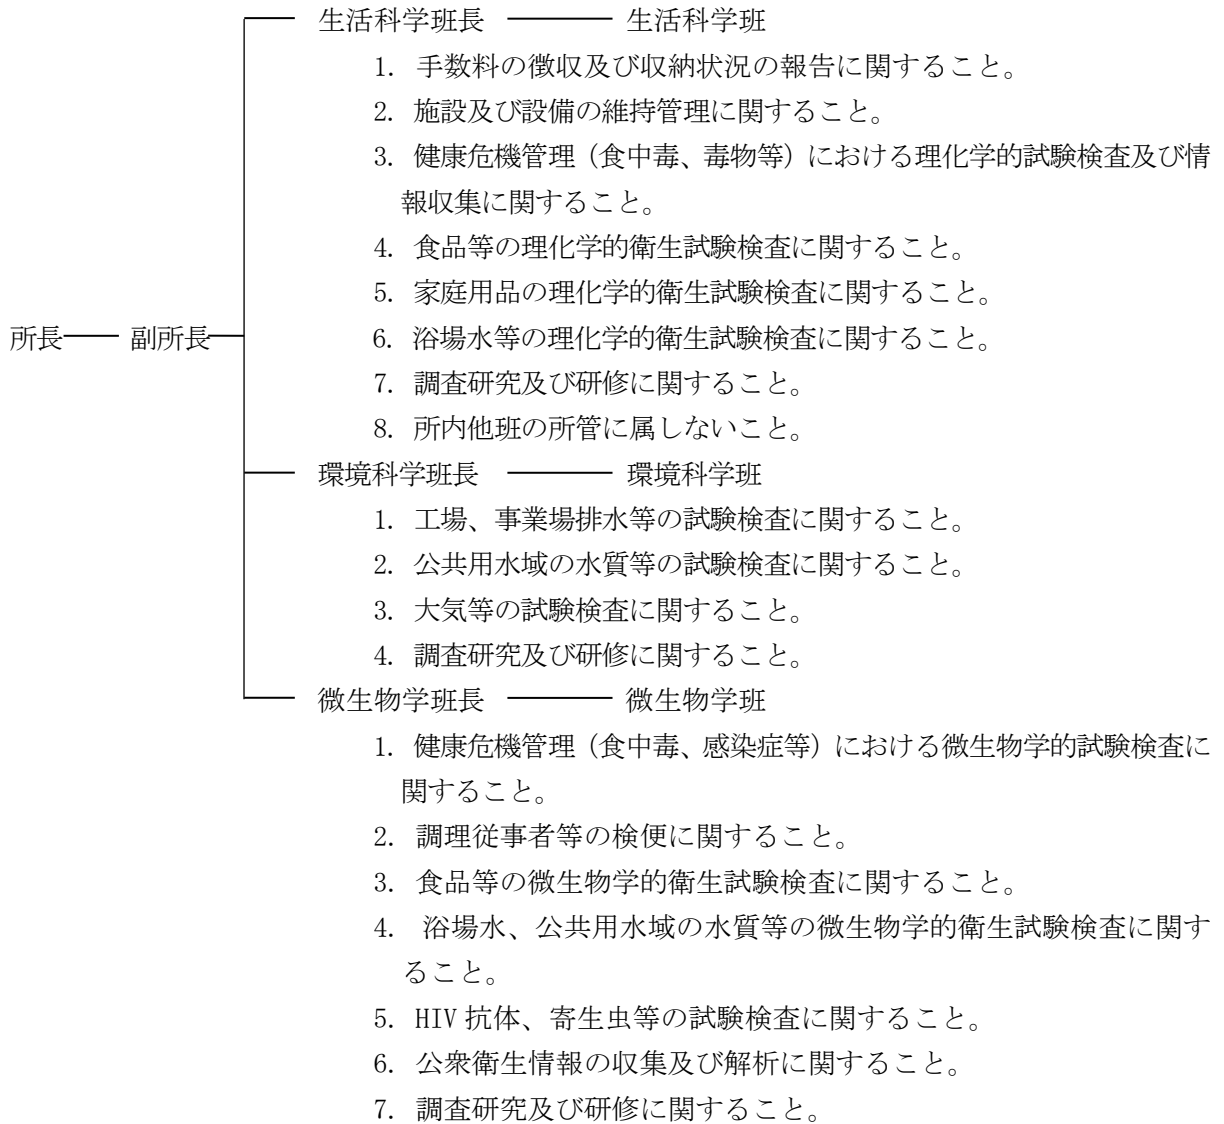 生活科学班長 生活科学班
1. 手数料の徴収及び収納状況の報告に関すること。
2. 施設及び設備の維持管理に関すること。
3. 健康危機管理（食中毒、毒物等）における理化学的試験検査及び情
報収集に関すること。
4. 食品等の理化学的衛生試験検査に関すること。
5. 家庭用品の理化学的衛生試験検査に関すること。
所長 副所長
6. 浴場水等の理化学的衛生試験検査に関すること。
7. 調査研究及び研修に関すること。
8. 所内他班の所管に属しないこと。
環境科学班長 環境科学班
1. 工場、事業場排水等の試験検査に関すること。
2. 公共用水域の水質等の試験検査に関すること。
3. 大気等の試験検査に関すること。
4. 調査研究及び研修に関すること。
微生物学班長 微生物学班
1. 健康危機管理（食中毒、感染症等）における微生物学的試験検査に
関すること。
2. 調理従事者等の検便に関すること。
3. 食品等の微生物学的衛生試験検査に関すること。
4. 浴場水、公共用水域の水質等の微生物学的衛生試験検査に関す
ること。
5. HIV 抗体、寄生虫等の試験検査に関すること。
6. 公衆衛生情報の収集及び解析に関すること。
7. 調査研究及び研修に関すること。